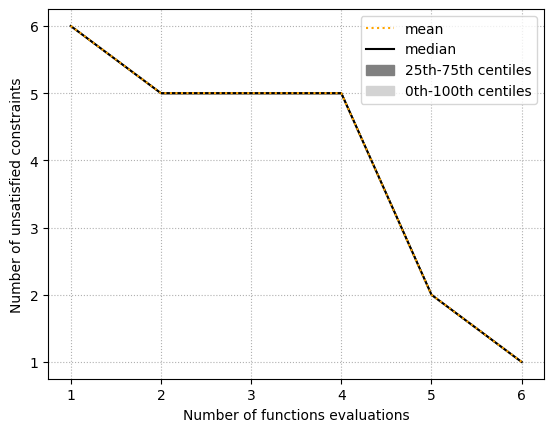 mean
median
25th-75th centiles
0th-100th centiles
Number of unsatisfied constraints
6
5
4
3
2
1
1 2 3 4 5 6
Number of functions evaluations